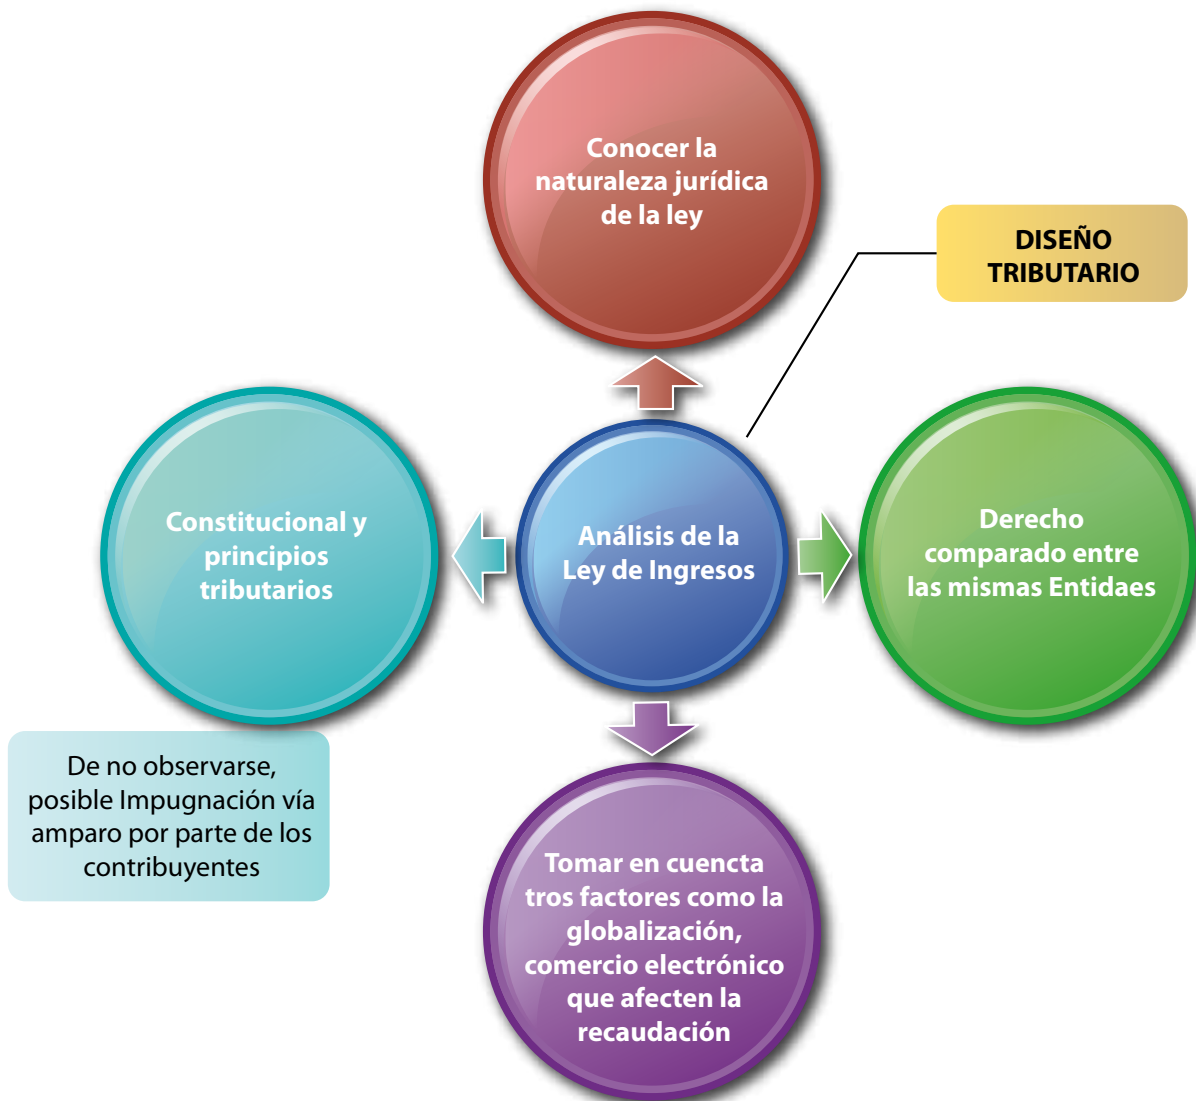 Conocer la
naturaleza jurídica
de la ley
DISEÑO
TRIBUTARIO
Constitucional y
principios
tributarios
Análisis de la
Ley de Ingresos
Derecho
comparado entre
las mismas Entidaes
De no observarse,
posible Impugnación vía
amparo por parte de los
contribuyentes
Tomar en cuencta
tros factores como la
globalización,
comercio electrónico
que afecten la
recaudación